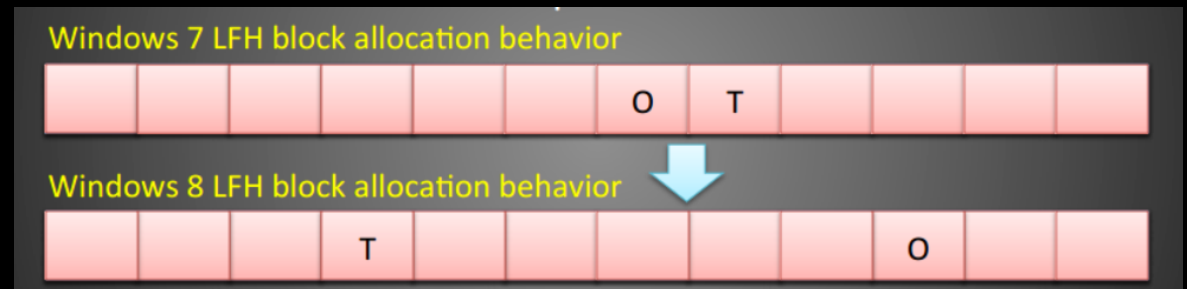 Windows 7 LFH block allocation behavior
O T
Windows 8 LFH block allocation behavior
T O